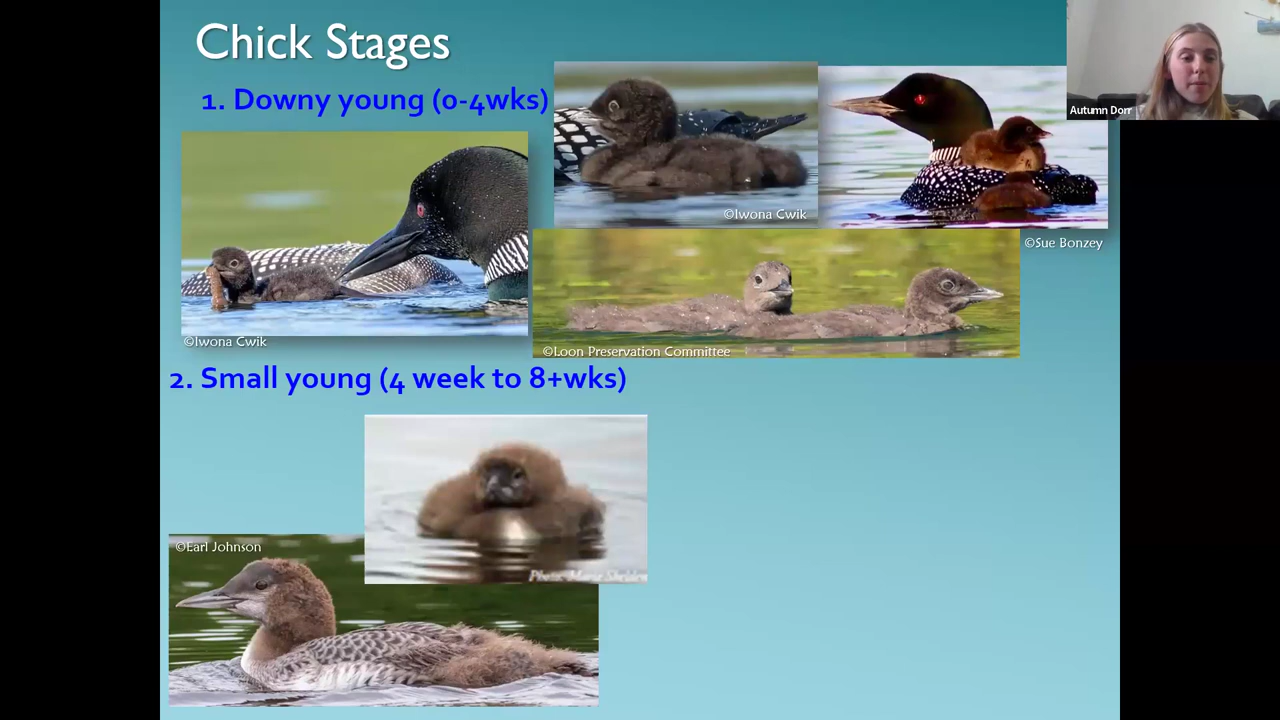 Chick Stages
1. Downy young (0-4wks)
Autumn Dorr
©Iwona Cwik
©Sue Bonzey
©Iwona Cwik
©Loon Preservation Committee
2. Small young (4 week to 8+wks)
©Earl Johnson
Photo